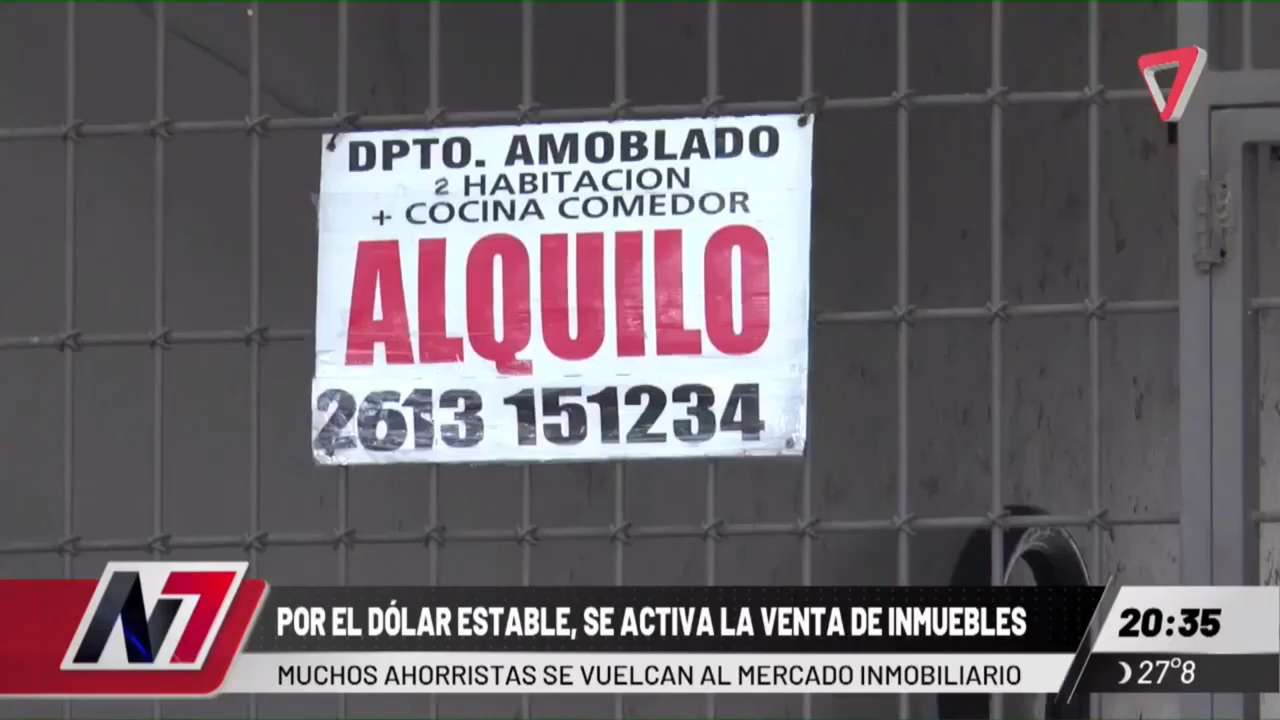 DPTO. AMOBLADO
2 HABITACION
+ COCINA COMEDOR
ALQUILO
2613 151234
N7
POR EL DÓLAR ESTABLE, SE ACTIVA LA VENTA DE INMUEBLES
20:35
MUCHOS AHORRISTAS SE VUELCAN AL MERCADO INMOBILIARIO
27°8